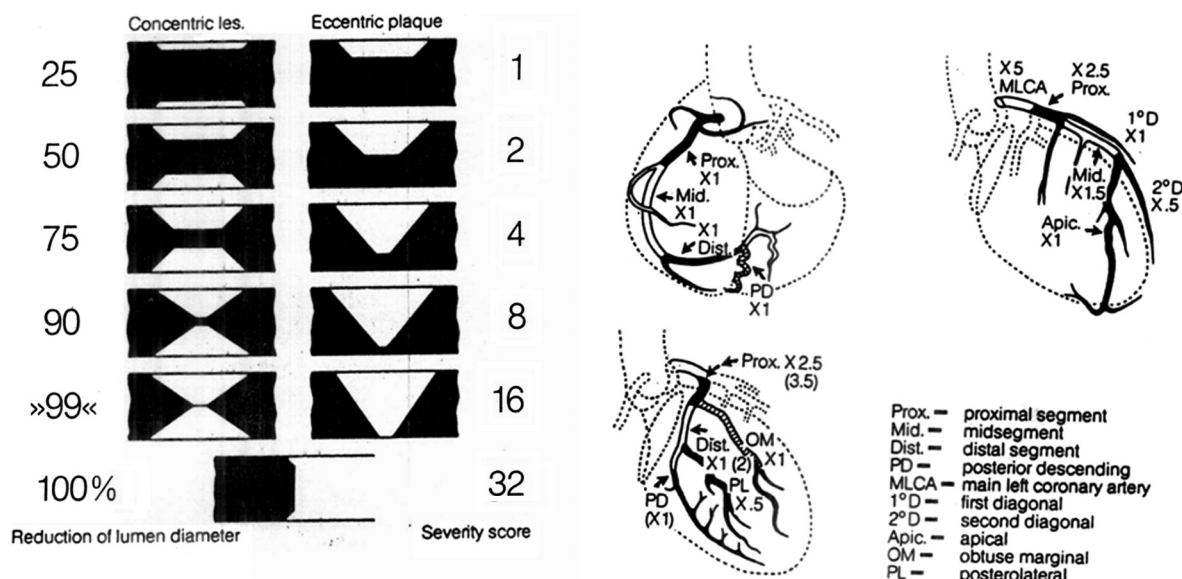 Concentric les. Eccentric plaque
25 1
50 2
75 4
90 8
»99« 16
100% 32
Reduction of lumen diameter Severity score
Prox.
X1
Mid.
X1
X1
Dist.
PD
X1
X5
MLCA
X2.5
Prox.
1°D
X1
Mid.
X1.5
2°D
X.5
Apic.
X1
Prox. X2.5
(3.5)
Dist.
X1 (2)
OM
X1
PL
X.5
PD
(X1)
Prox. – proximal segment
Mid. – midsegment
Dist. – distal segment
PD – posterior descending
MLCA – main left coronary artery
1°D – first diagonal
2°D – second diagonal
Apic. – apical
OM – obtuse marginal
PL – posterolateral